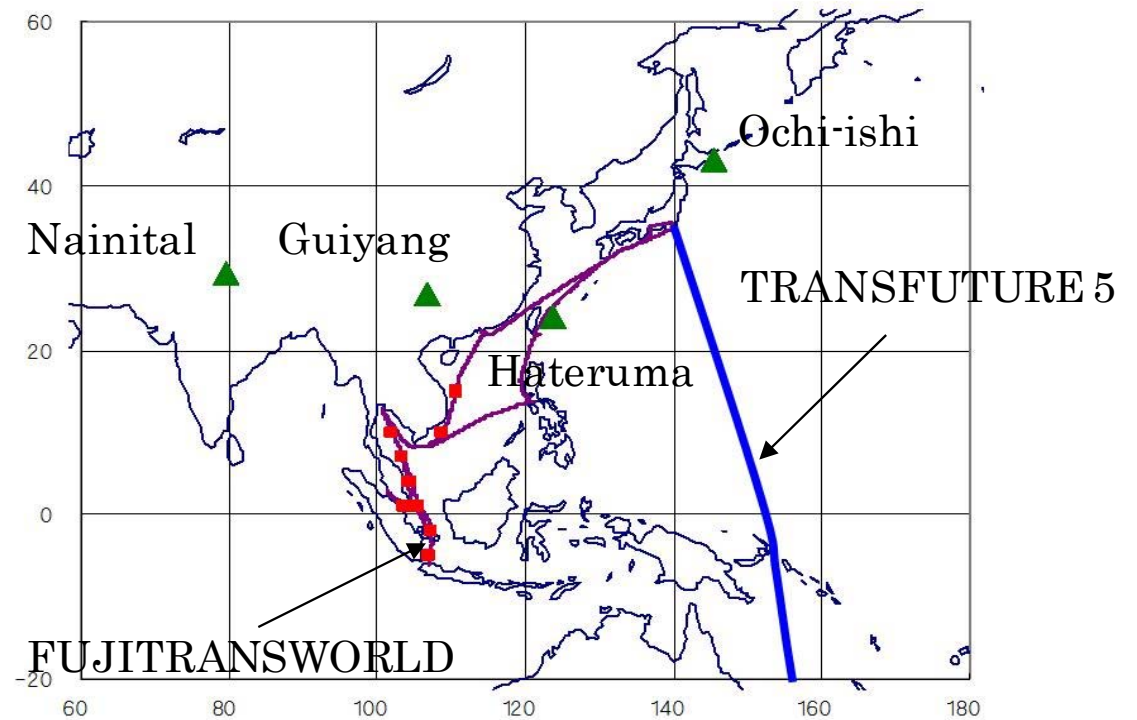 60
Ochi-ishi
40
Nainital
Guiyang
TRANSFUTURE 5
20
Hateruma
0
FUJITRANSWORLD
-20
60 80 100 120 140 160 180